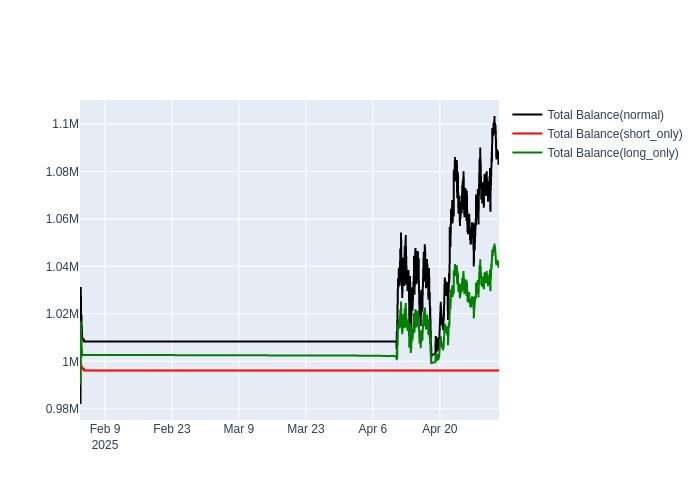 1.1M
1.08M
1.06M
1.04M
1.02M
1M
0.98M
Feb 9
2025
Feb 23
Mar 9
Mar 23
Apr 6
Apr 20
Total Balance(normal)
Total Balance(short_only)
Total Balance(long_only)